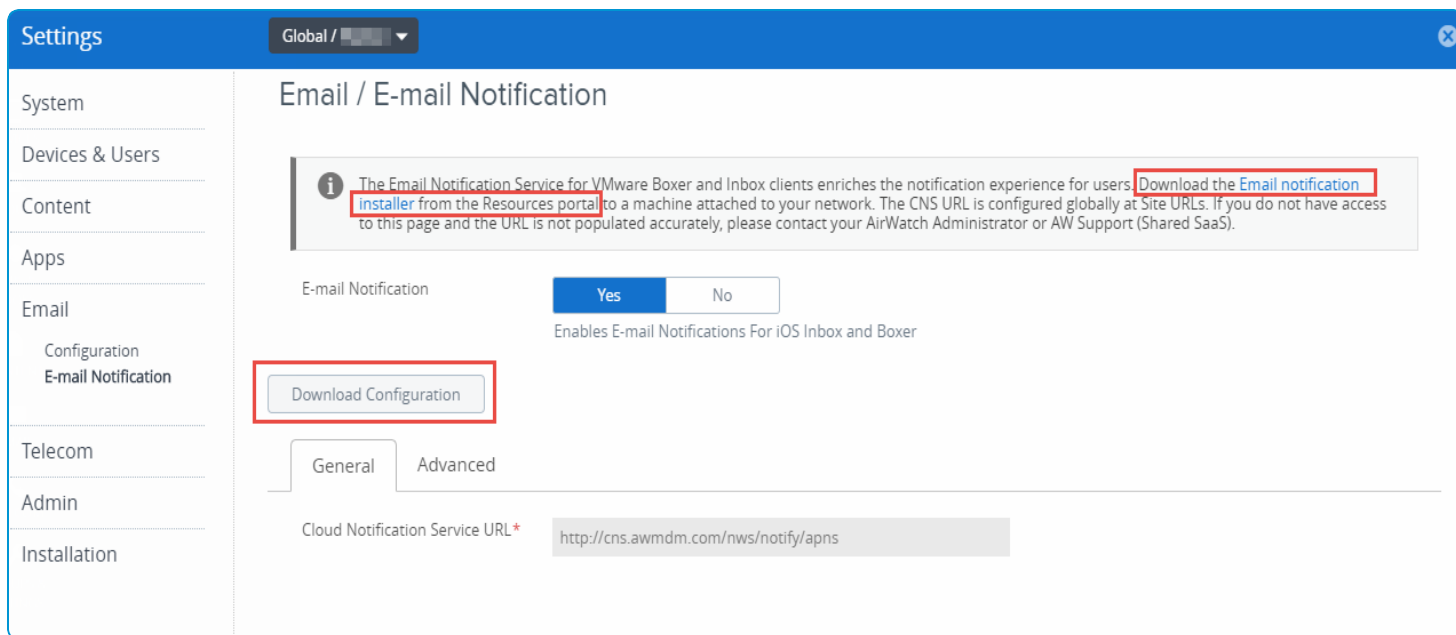 Settings
Global /
System
Devices & Users
Content
Apps
Email
Configuration
E-mail Notification
Telecom
Admin
Installation
Email / E-mail Notification
The Email Notification Service for VMware Boxer and Inbox clients enriches the notification experience for users. Download the Email notification
installer from the Resources portal to a machine attached to your network. The CNS URL is configured globally at Site URLs. If you do not have access
to this page and the URL is not populated accurately, please contact your AirWatch Administrator or AW Support (Shared SaaS).
E-mail Notification
Yes No
Enables E-mail Notifications For iOS Inbox and Boxer
Download Configuration
General Advanced
Cloud Notification Service URL*
http://cns.awmdm.com/nws/notify/apns